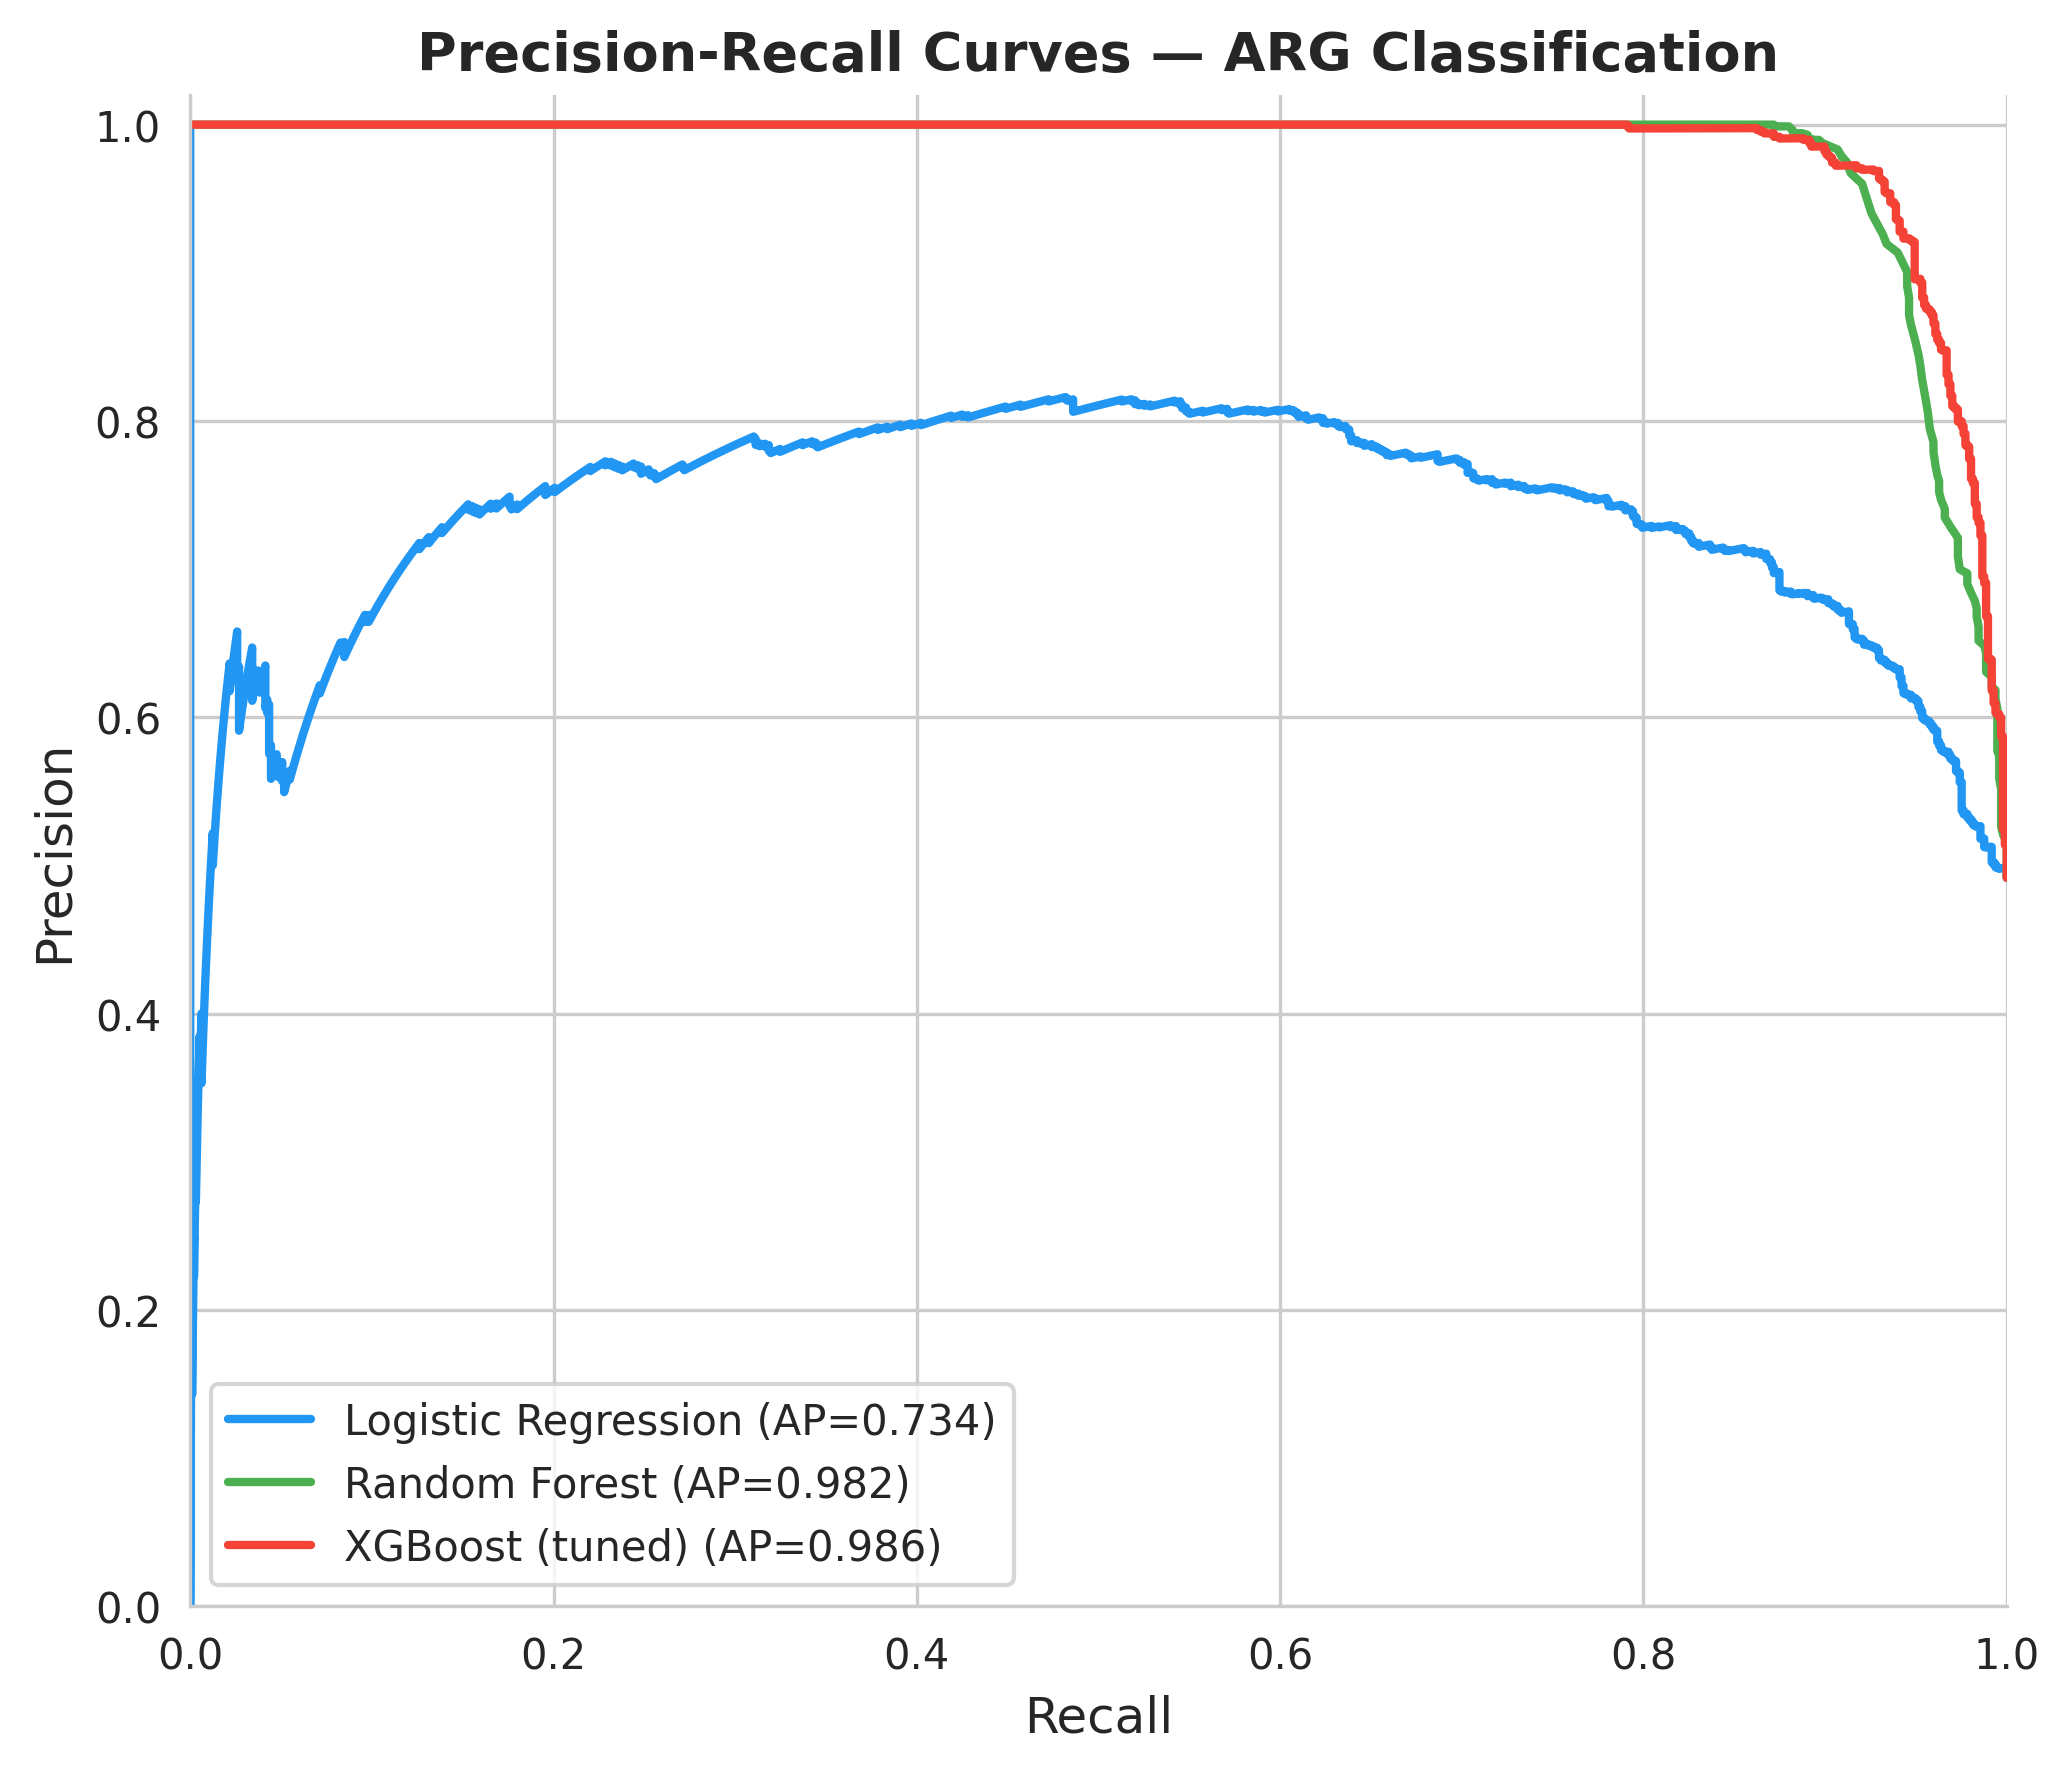 Precision-Recall Curves — ARG Classification
1.0
0.8
0.6
0.4
0.2
0.0
Precision
Logistic Regression (AP=0.734)
Random Forest (AP=0.982)
XGBoost (tuned) (AP=0.986)
0.0 0.2 0.4 0.6 0.8 1.0
Recall